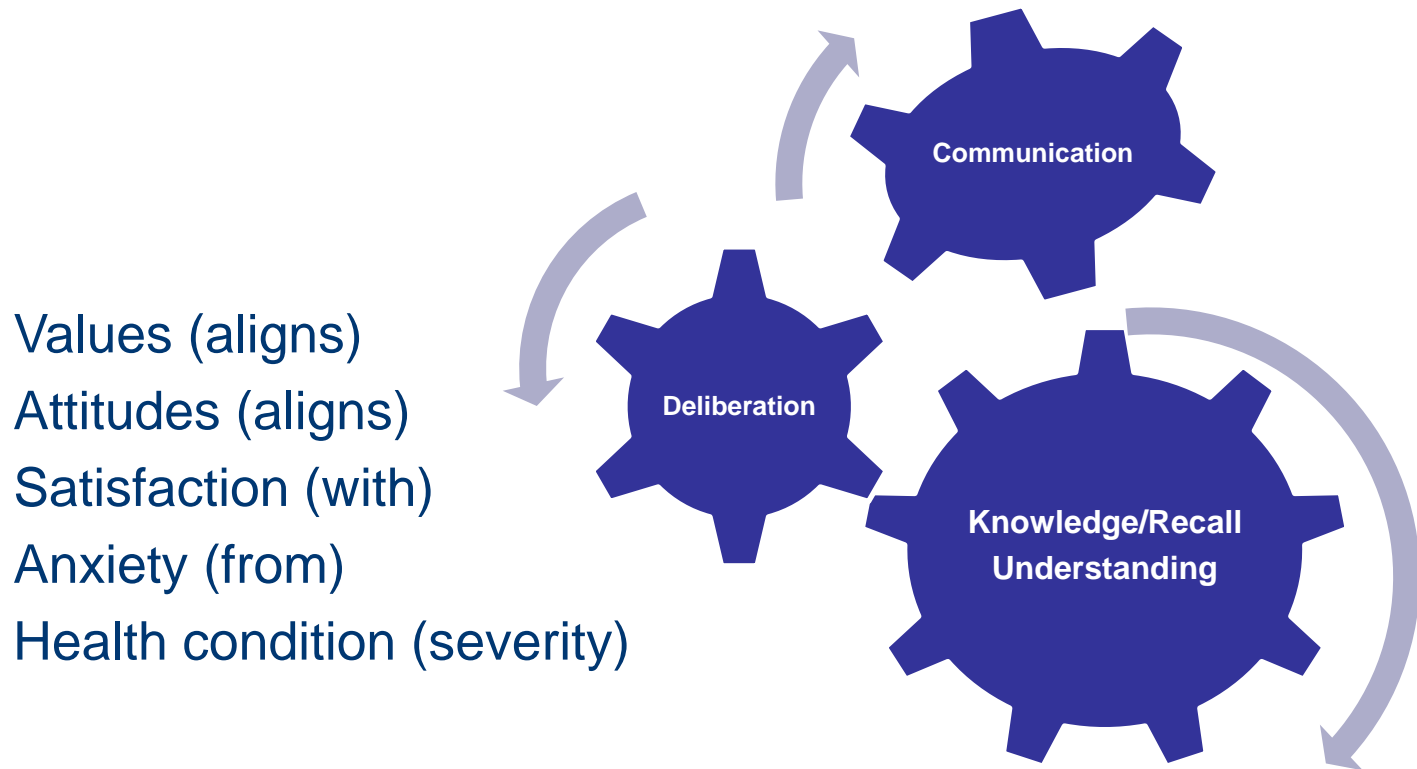 Communication
Deliberation
Knowledge/Recall
Understanding
Values (aligns)
Attitudes (aligns)
Satisfaction (with)
Anxiety (from)
Health condition (severity)